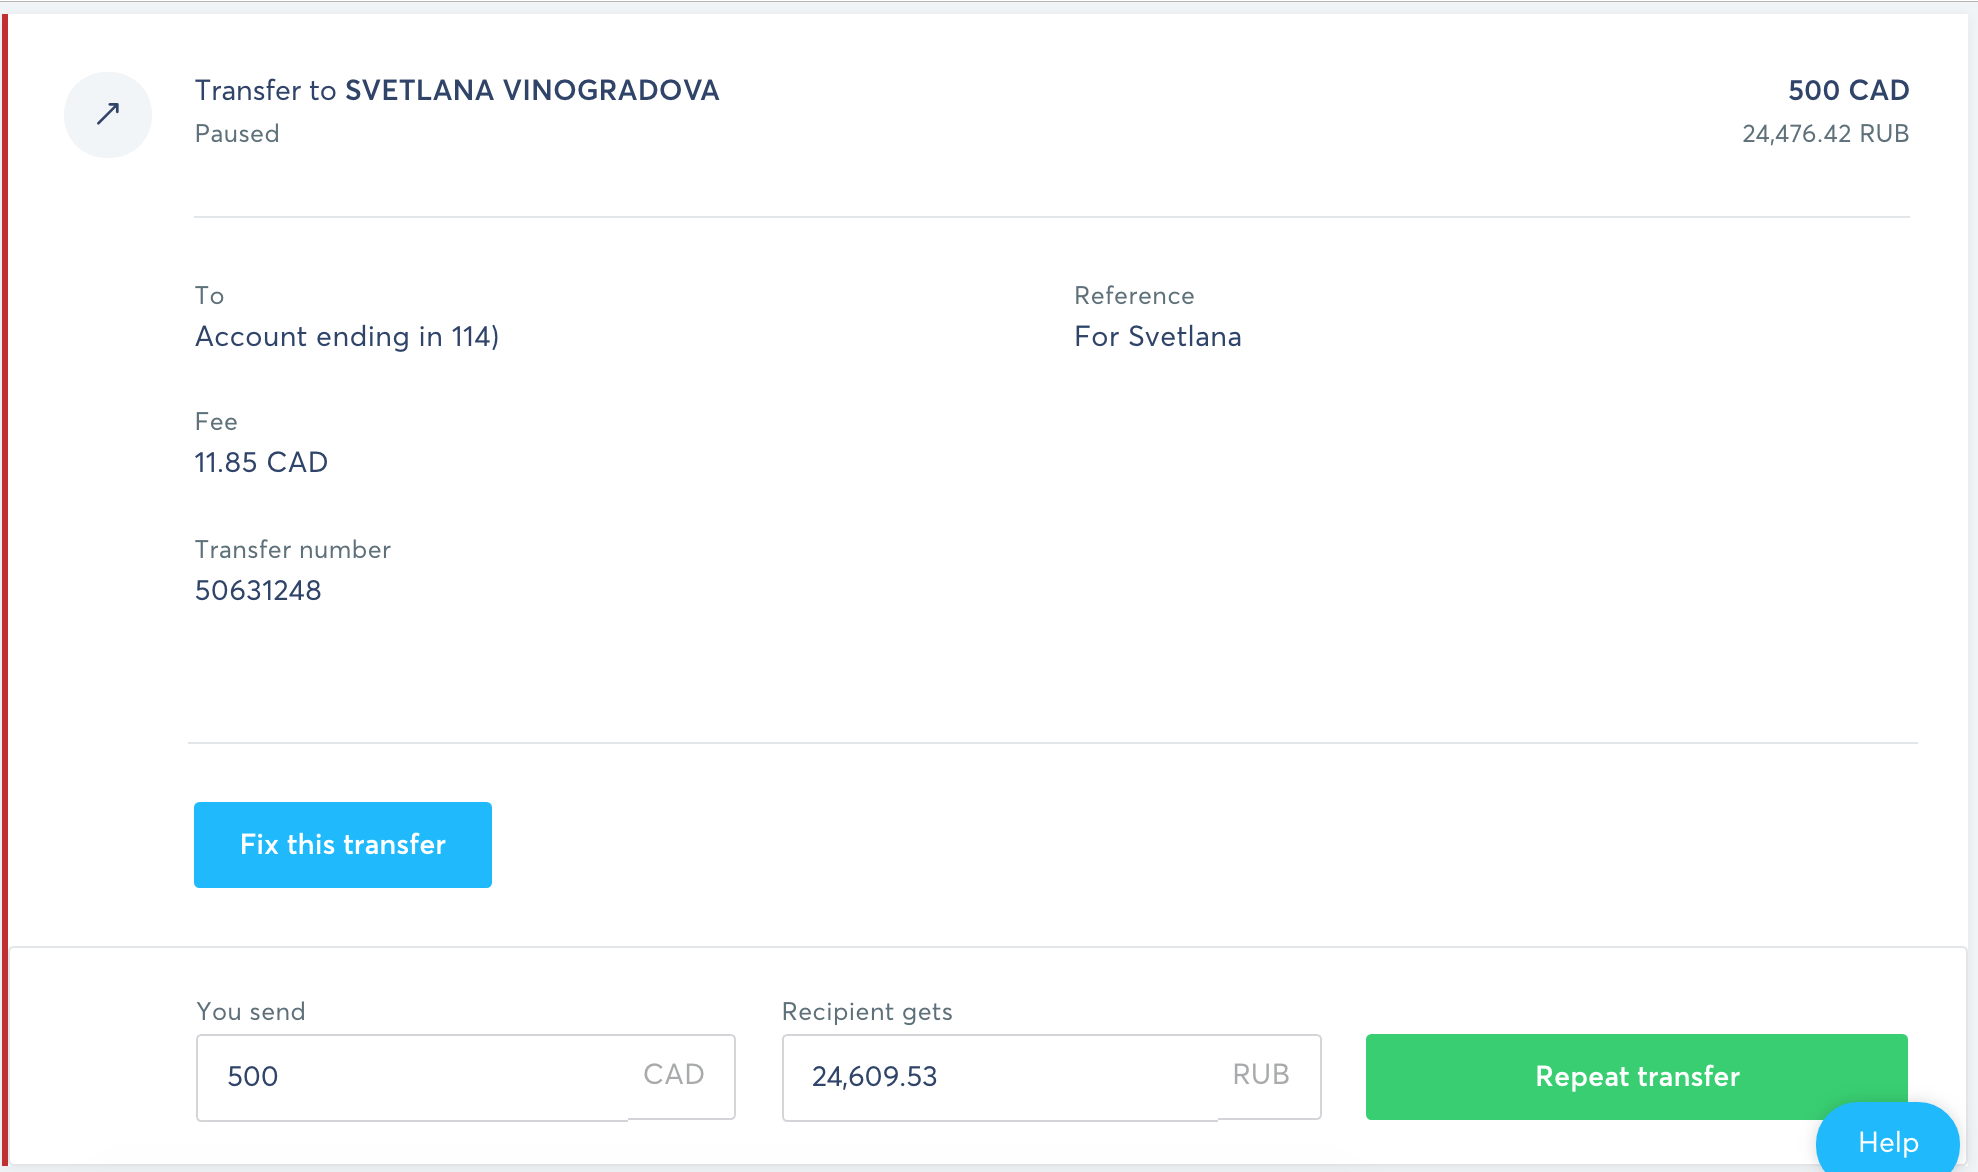 Transfer to SVETLANA VINOGRADOVA
500 CAD
Paused
24,476.42 RUB
To
Reference
Account ending in 114)
For Svetlana
Fee
11.85 CAD
Transfer number
50631248
Fix this transfer
You send
Recipient gets
500 CAD
24,609.53 RUB
Repeat transfer
Help